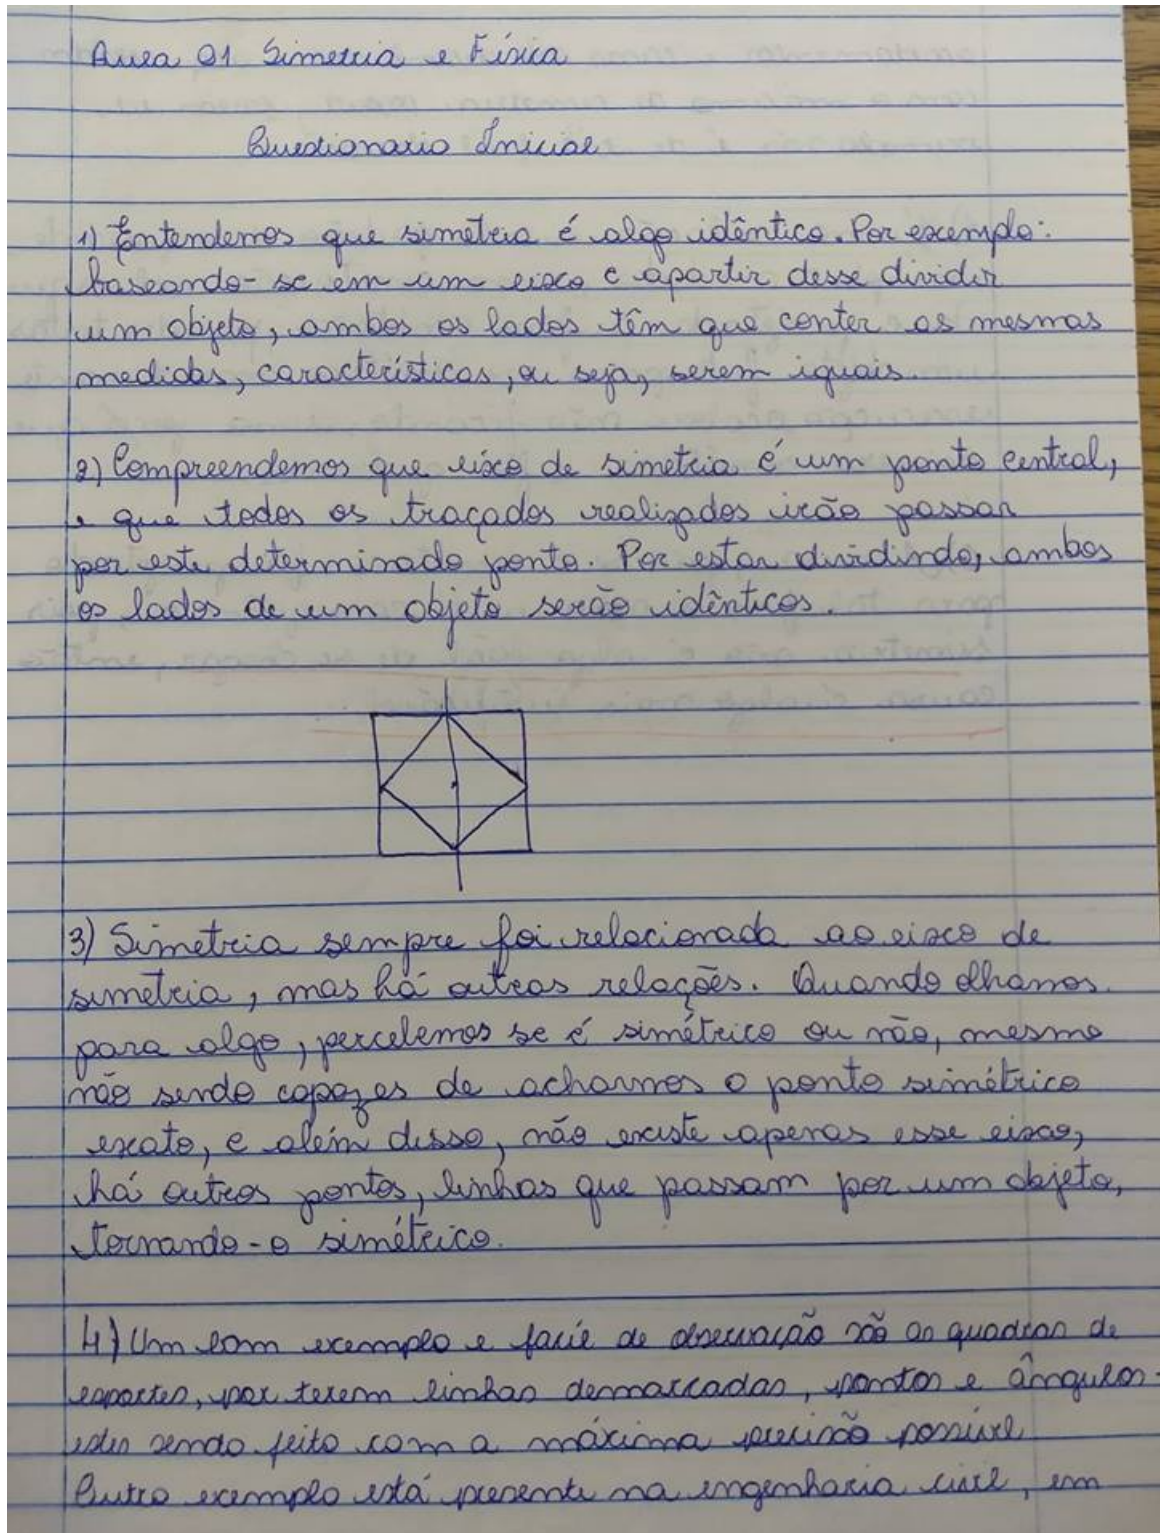 Aula 01 Simetria e Física
Questionario Inicial
1) Entendemos que simetria é algo idêntico. Por exemplo:
baseando-se em um eixo e apartir desse dividir
um objeto, ambos os lados têm que conter as mesmas
medidas, características, ou seja, serem iguais.
2) Compreendemos que eixo de simetria é um ponto central,
e que todos os traçados realizados irão passar
por este determinado ponto. Por estar dividindo, ambos
os lados de um objeto serão idênticos.
3) Simetria sempre foi relacionada ao eixo de
simetria, mas há outras relações. Quando olhamos
para algo, percebemos se é simétrico ou não, mesmo
não sendo capazes de acharmos o ponto simétrico
exato, e além disso, não existe apenas esse eixo,
há outros pontos, linhas que passam por um objeto,
tornando-o simétrico.
4) Um bom exemplo e facil de observação são as quadras de
esportes, por terem linhas demarcadas, pontos e ângulos
sendo feito com a máxima precisão possível
Outro exemplo está presente na engenharia civil, em